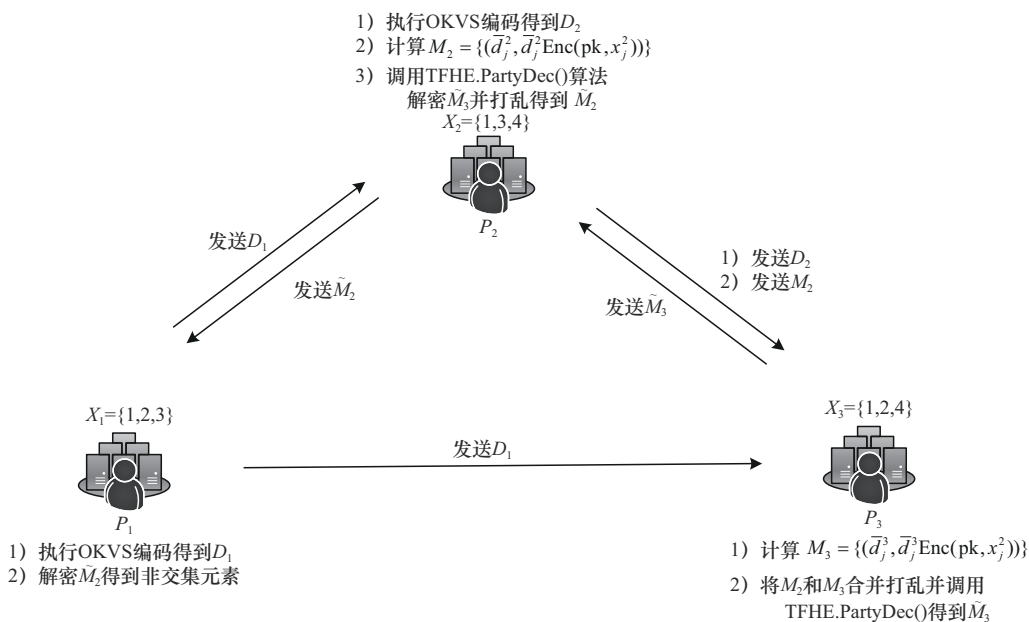 1）执行OKVS编码得到D₂
2）计算 M₂ = {(d̅ⱼ², d̅ⱼ²Enc(pk, xⱼ²))}
3）调用TFHE.PartyDec()算法
解密M̃₃并打乱得到 M̃₂
X₂={1,3,4}
P₂
发送D₁
发送M̃₂
1）发送D₂
2）发送M₂
发送M̃₃
X₁={1,2,3}
P₁
1）执行OKVS编码得到D₁
2）解密M̃₂得到非交集元素
发送D₁
X₃={1,2,4}
P₃
1）计算 M₃ = {(d̅ⱼ³, d̅ⱼ³Enc(pk, xⱼ²))}
2）将M₂和M₃合并打乱并调用
TFHE.PartyDec()得到M̃₃